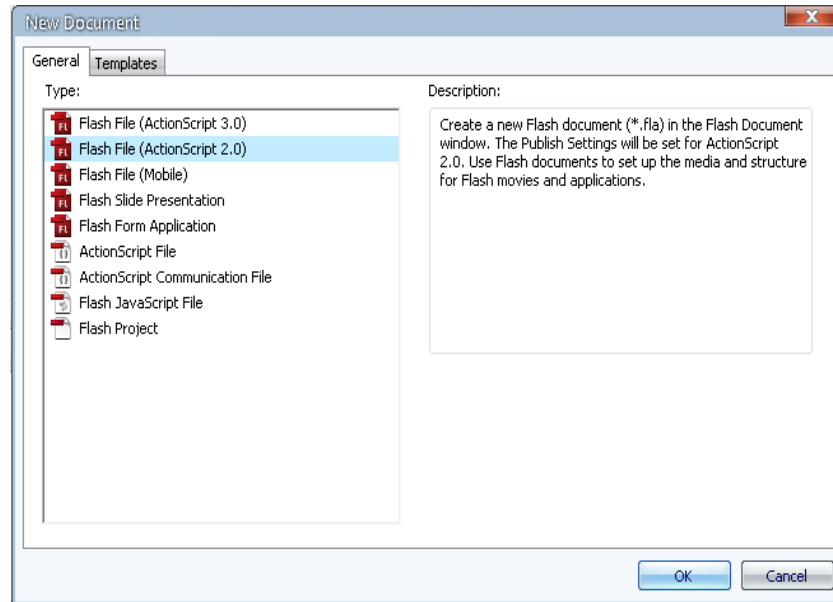 New Document
General
Templates
Type:
Flash File (ActionScript 3.0)
Flash File (ActionScript 2.0)
Flash File (Mobile)
Flash Slide Presentation
Flash Form Application
ActionScript File
ActionScript Communication File
Flash JavaScript File
Flash Project
Description:
Create a new Flash document (*.fla) in the Flash Document
window. The Publish Settings will be set for ActionScript
2.0. Use Flash documents to set up the media and structure
for Flash movies and applications.
OK
Cancel